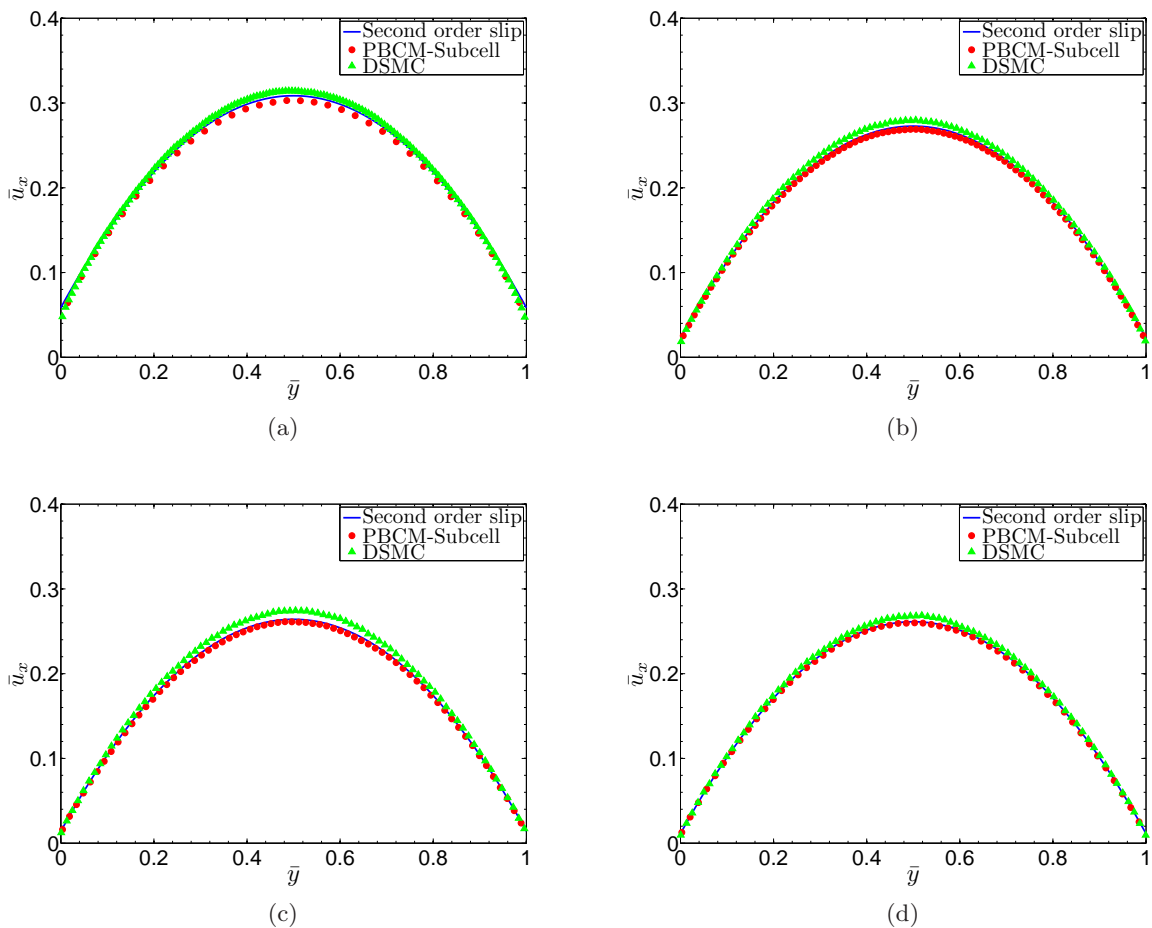 0.4
0.3
0.2
0.1
0
0 0.2 0.4 0.6 0.8 1
ū_x
ȳ
Second order slip
PBCM-Subcell
DSMC
(a)
0.4
0.3
0.2
0.1
0
0 0.2 0.4 0.6 0.8 1
ū_x
ȳ
Second order slip
PBCM-Subcell
DSMC
(b)
0.4
0.3
0.2
0.1
0
0 0.2 0.4 0.6 0.8 1
ū_x
ȳ
Second order slip
PBCM-Subcell
DSMC
(c)
0.4
0.3
0.2
0.1
0
0 0.2 0.4 0.6 0.8 1
ū_x
ȳ
Second order slip
PBCM-Subcell
DSMC
(d)